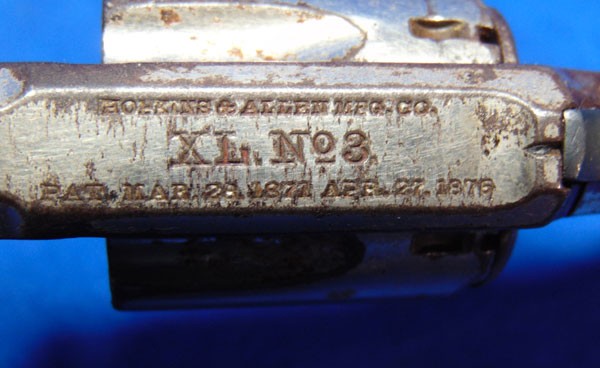 HOPKINS & ALLEN MFG. CO.
XL. No 3.
PAT. MAR. 28. 1871 APR. 27. 1875